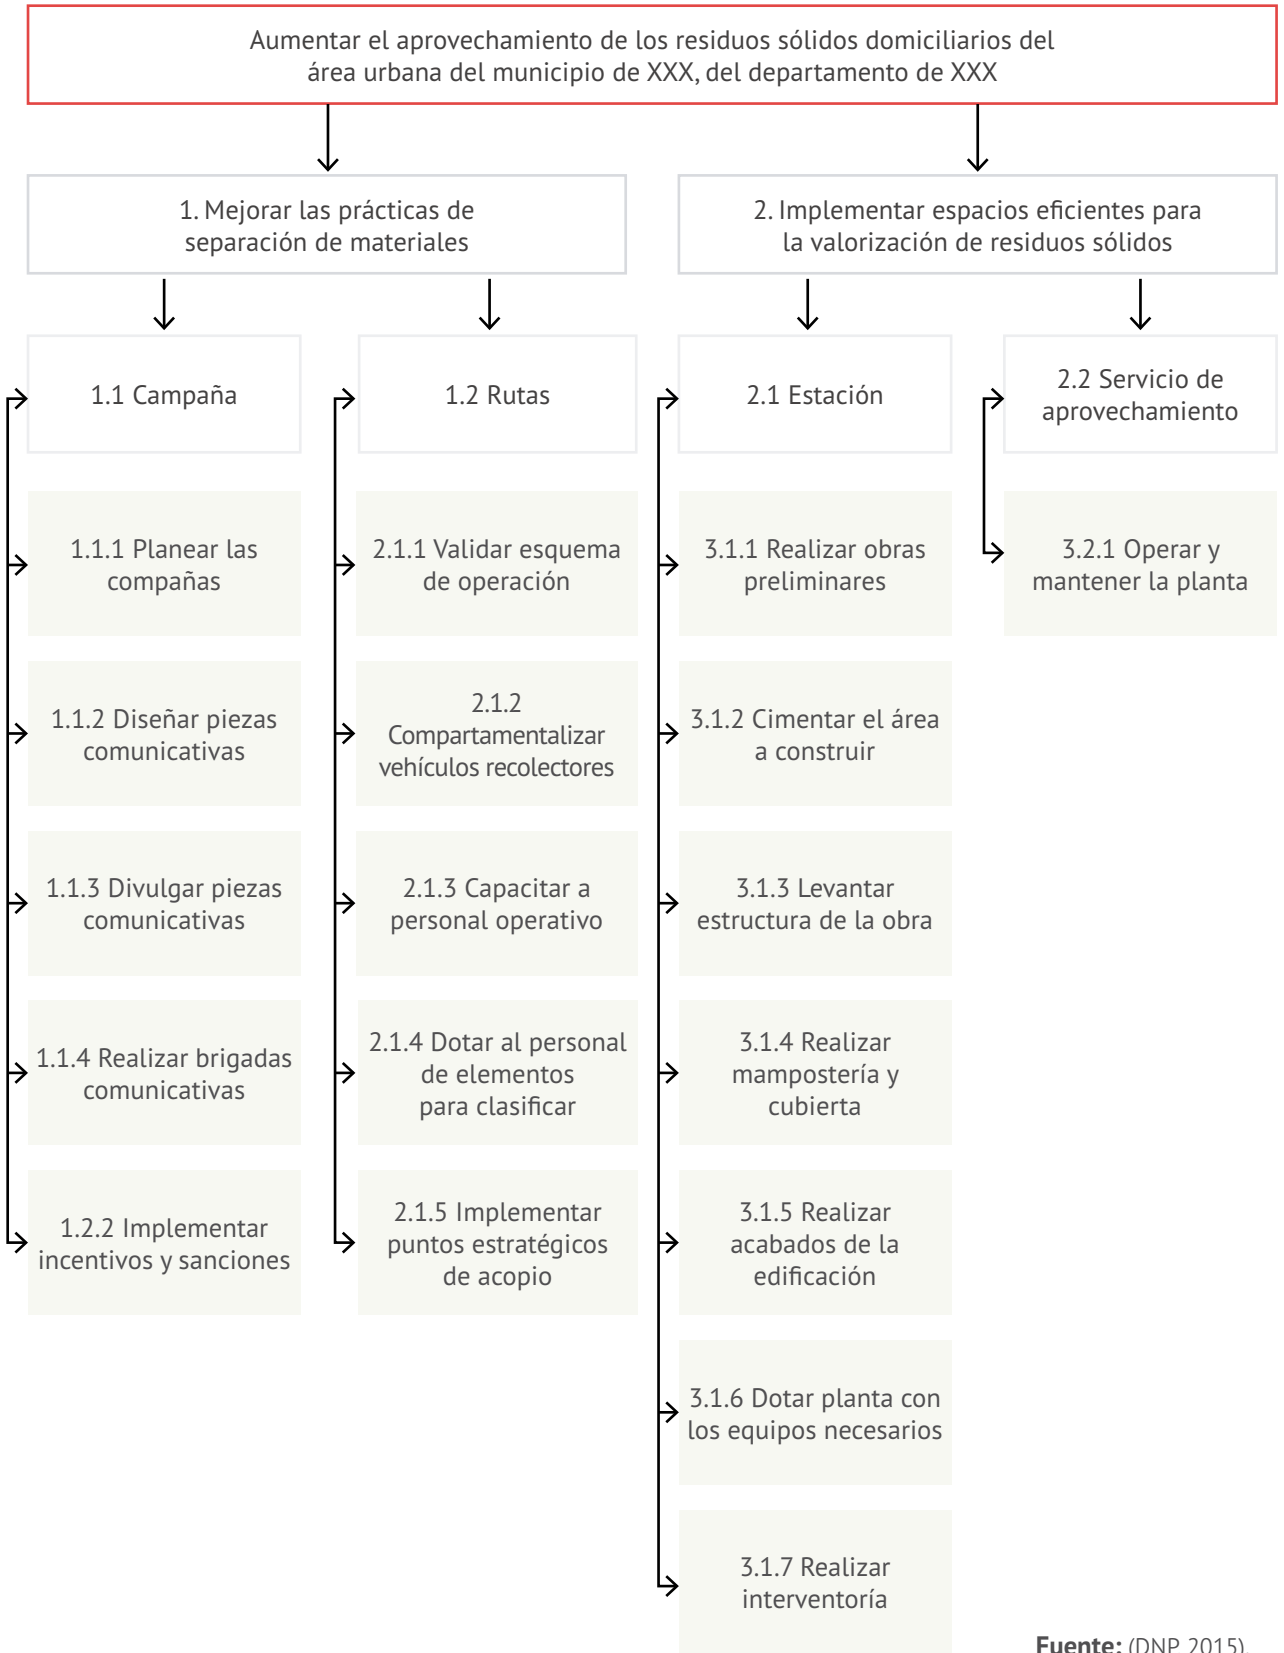 Aumentar el aprovechamiento de los residuos sólidos domiciliarios del
área urbana del municipio de XXX, del departamento de XXX
1. Mejorar las prácticas de
separación de materiales
2. Implementar espacios eficientes para
la valorización de residuos sólidos
1.1 Campaña
1.2 Rutas
2.1 Estación
2.2 Servicio de
aprovechamiento
1.1.1 Planear las
compañas
2.1.1 Validar esquema
de operación
3.1.1 Realizar obras
preliminares
3.2.1 Operar y
mantener la planta
1.1.2 Diseñar piezas
comunicativas
2.1.2
Compartamentalizar
vehículos recolectores
3.1.2 Cimentar el área
a construir
1.1.3 Divulgar piezas
comunicativas
2.1.3 Capacitar a
personal operativo
3.1.3 Levantar
estructura de la obra
1.1.4 Realizar brigadas
comunicativas
2.1.4 Dotar al personal
de elementos
para clasificar
3.1.4 Realizar
mampostería y
cubierta
1.2.2 Implementar
incentivos y sanciones
2.1.5 Implementar
puntos estratégicos
de acopio
3.1.5 Realizar
acabados de la
edificación
3.1.6 Dotar planta con
los equipos necesarios
3.1.7 Realizar
interventoría
Fuente: (DNP, 2015).